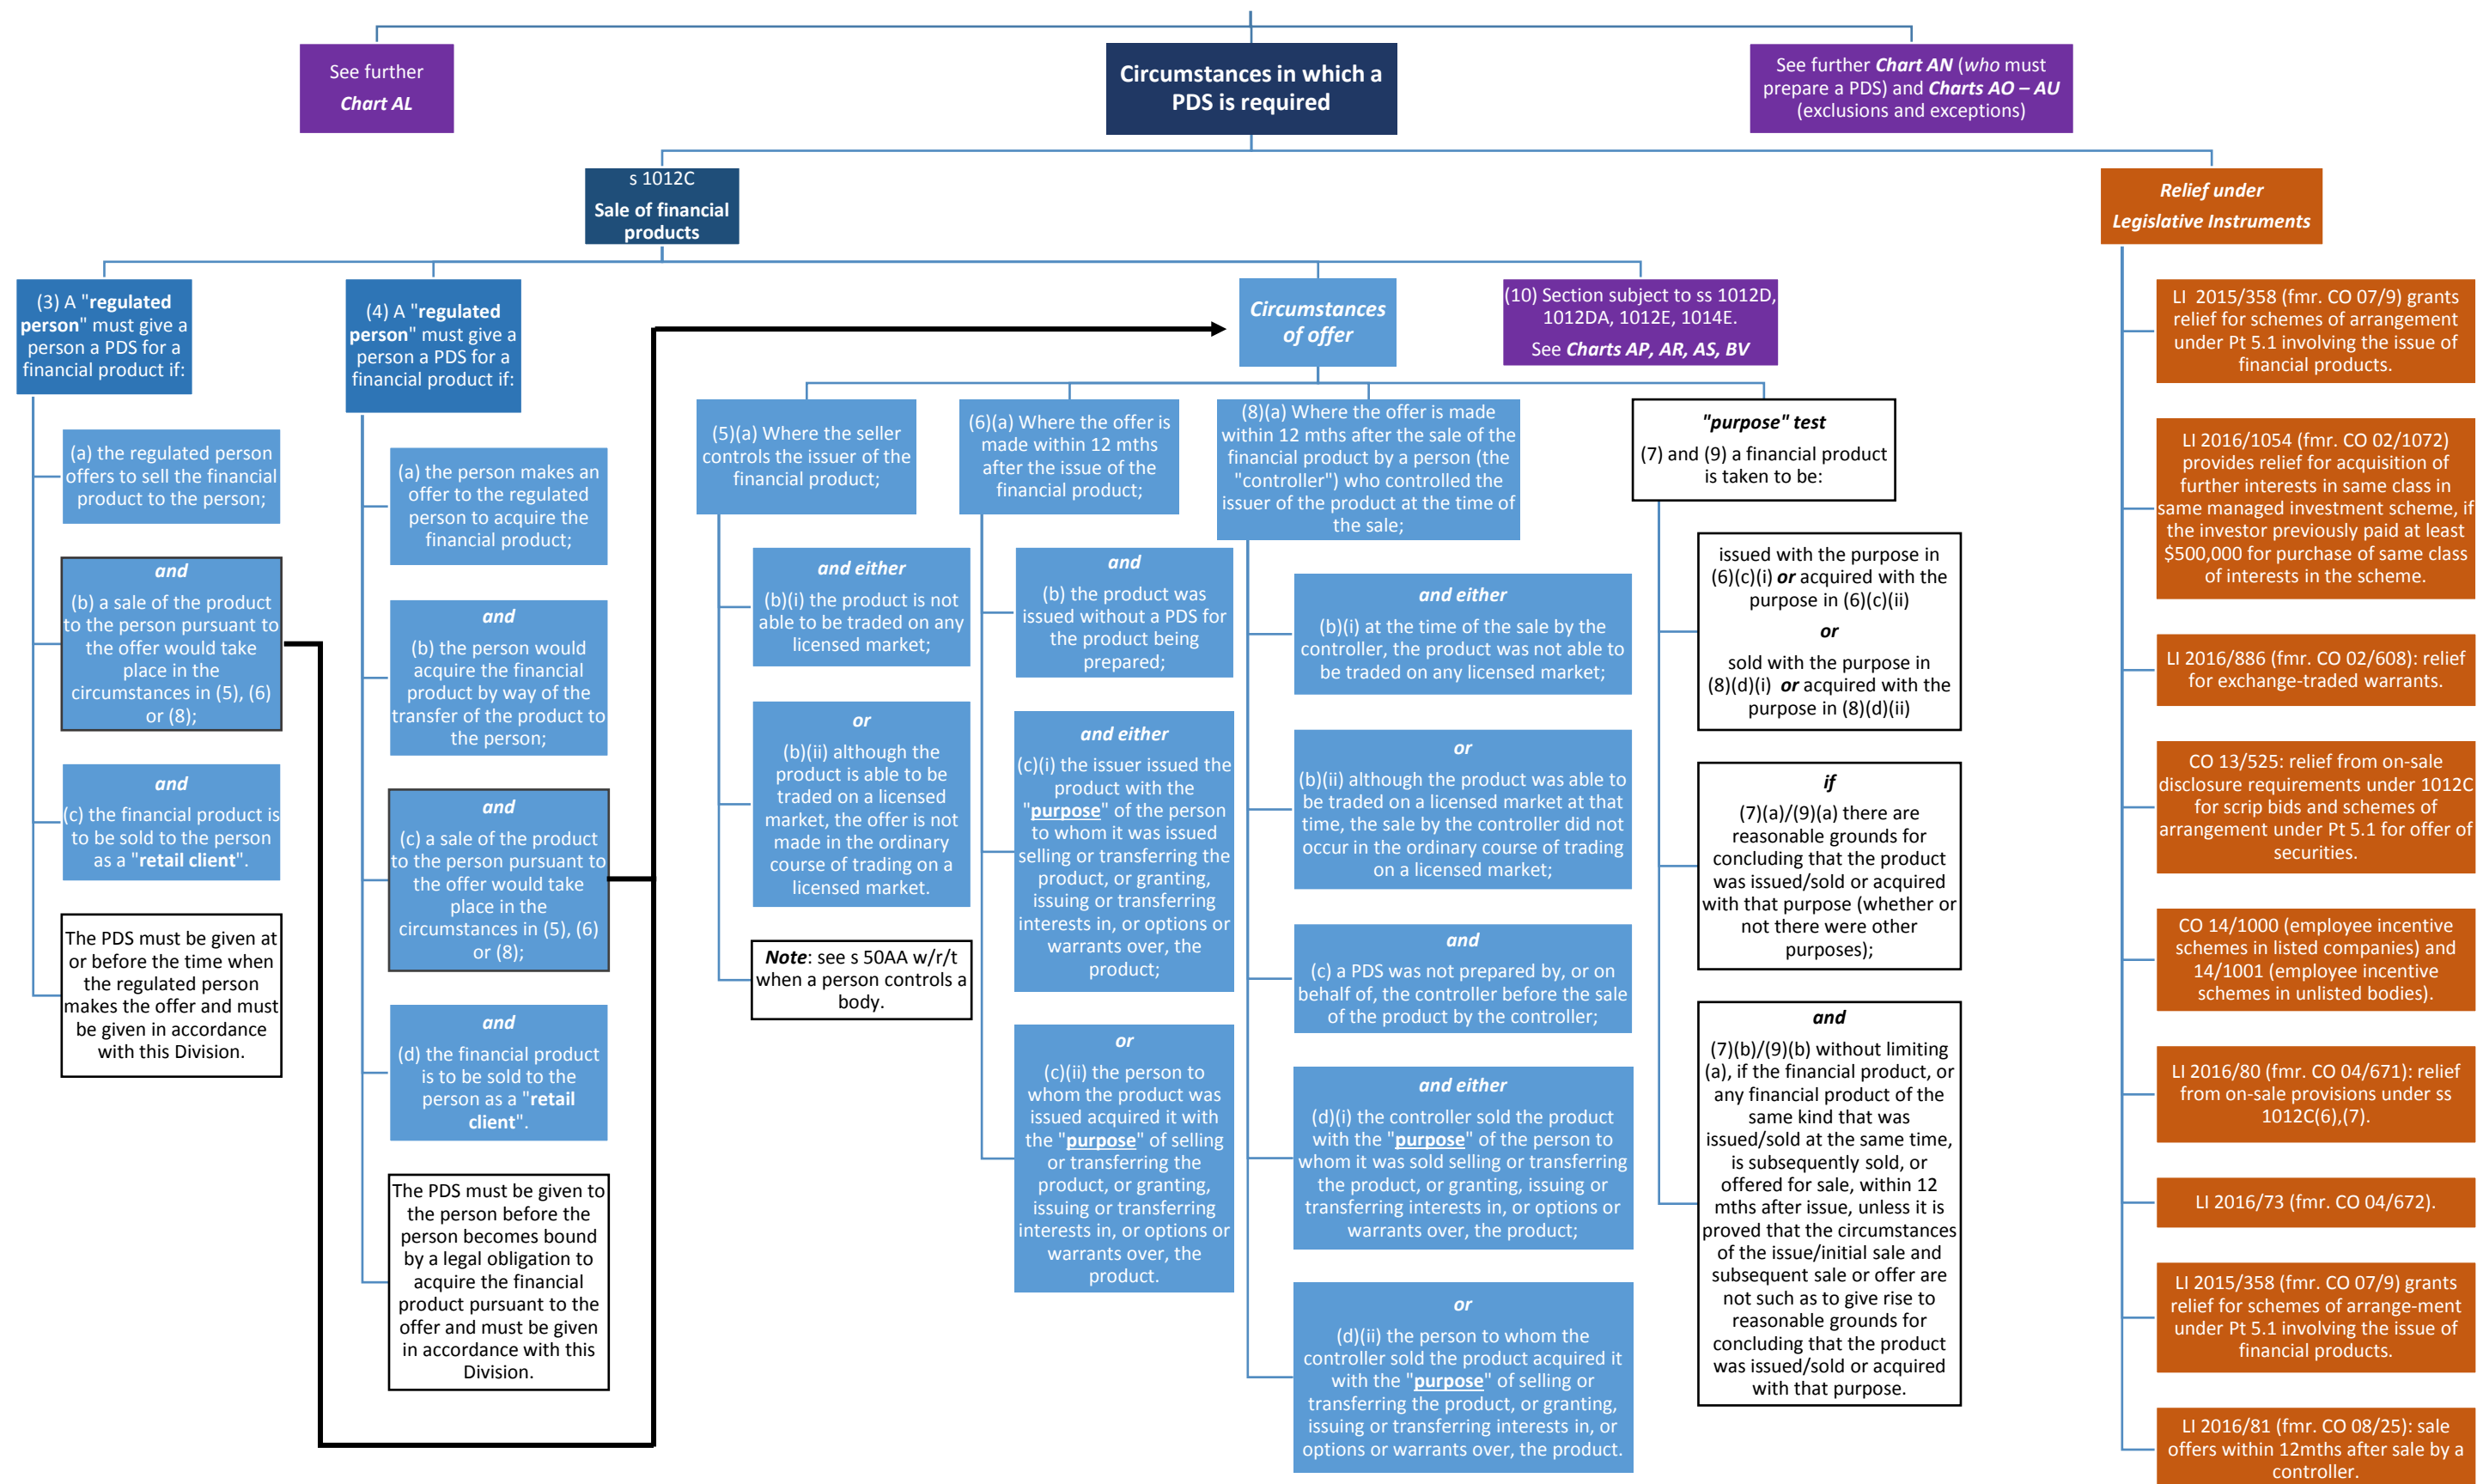 See further
Chart AL
Circumstances in which a
PDS is required
See further Chart AN (who must
prepare a PDS) and Charts AO – AU
(exclusions and exceptions)
s 1012C
Sale of financial
products
Relief under
Legislative Instruments
(3) A "regulated
person" must give a
person a PDS for a
financial product if:
(a) the regulated person
offers to sell the financial
product to the person;
and
(b) a sale of the product
to the person pursuant to
the offer would take
place in the
circumstances in (5), (6)
or (8);
and
(c) the financial product is
to be sold to the person
as a "retail client".
The PDS must be given at
or before the time when
the regulated person
makes the offer and must
be given in accordance
with this Division.
(4) A "regulated
person" must give a
person a PDS for a
financial product if:
(a) the person makes an
offer to the regulated
person to acquire the
financial product;
and
(b) the person would
acquire the financial
product by way of the
transfer of the product to
the person;
and
(c) a sale of the product
to the person pursuant to
the offer would take
place in the
circumstances in (5), (6)
or (8);
and
(d) the financial product
is to be sold to the
person as a "retail
client".
The PDS must be given to
the person before the
person becomes bound
by a legal obligation to
acquire the financial
product pursuant to the
offer and must be given
in accordance with this
Division.
Circumstances
of offer
(10) Section subject to ss 1012D,
1012DA, 1012E, 1014E.
See Charts AP, AR, AS, BV
(5)(a) Where the seller
controls the issuer of the
financial product;
and either
(b)(i) the product is not
able to be traded on any
licensed market;
or
(b)(ii) although the
product is able to be
traded on a licensed
market, the offer is not
made in the ordinary
course of trading on a
licensed market.
Note: see s 50AA w/r/t
when a person controls a
body.
(6)(a) Where the offer is
made within 12 mths
after the issue of the
financial product;
and
(b) the product was
issued without a PDS for
the product being
prepared;
and either
(c)(i) the issuer issued the
product with the
"purpose" of the person
to whom it was issued
selling or transferring the
product, or granting,
issuing or transferring
interests in, or options or
warrants over, the
product;
or
(c)(ii) the person to
whom the product was
issued acquired it with
the "purpose" of selling
or transferring the
product, or granting,
issuing or transferring
interests in, or options or
warrants over, the
product.
(8)(a) Where the offer is made
within 12 mths after the sale of the
financial product by a person (the
"controller") who controlled the
issuer of the product at the time of
the sale;
and either
(b)(i) at the time of the sale by the
controller, the product was not able to
be traded on any licensed market;
or
(b)(ii) although the product was able to
be traded on a licensed market at that
time, the sale by the controller did not
occur in the ordinary course of trading
on a licensed market;
and
(c) a PDS was not prepared by, or on
behalf of, the controller before the sale
of the product by the controller;
and either
(d)(i) the controller sold the product
with the "purpose" of the person to
whom it was sold selling or transferring
the product, or granting, issuing or
transferring interests in, or options or
warrants over, the product;
or
(d)(ii) the person to whom the
controller sold the product acquired it
with the "purpose" of selling or
transferring the product, or granting,
issuing or transferring interests in, or
options or warrants over, the product.
"purpose" test
(7) and (9) a financial product
is taken to be:
issued with the purpose in
(6)(c)(i) or acquired with the
purpose in (6)(c)(ii)
or
sold with the purpose in
(8)(d)(i) or acquired with the
purpose in (8)(d)(ii)
if
(7)(a)/(9)(a) there are
reasonable grounds for
concluding that the product
was issued/sold or acquired
with that purpose (whether or
not there were other
purposes);
and
(7)(b)/(9)(b) without limiting
(a), if the financial product, or
any financial product of the
same kind that was
issued/sold at the same time,
is subsequently sold, or
offered for sale, within 12
mths after issue, unless it is
proved that the circumstances
of the issue/initial sale and
subsequent sale or offer are
not such as to give rise to
reasonable grounds for
concluding that the product
was issued/sold or acquired
with that purpose.
LI 2015/358 (fmr. CO 07/9) grants
relief for schemes of arrangement
under Pt 5.1 involving the issue of
financial products.
LI 2016/1054 (fmr. CO 02/1072)
provides relief for acquisition of
further interests in same class in
same managed investment scheme, if
the investor previously paid at least
$500,000 for purchase of same class
of interests in the scheme.
LI 2016/886 (fmr. CO 02/608): relief
for exchange-traded warrants.
CO 13/525: relief from on-sale
disclosure requirements under 1012C
for scrip bids and schemes of
arrangement under Pt 5.1 for offer of
securities.
CO 14/1000 (employee incentive
schemes in listed companies) and
14/1001 (employee incentive
schemes in unlisted bodies).
LI 2016/80 (fmr. CO 04/671): relief
from on-sale provisions under ss
1012C(6),(7).
LI 2016/73 (fmr. CO 04/672).
LI 2015/358 (fmr. CO 07/9) grants
relief for schemes of arrange-ment
under Pt 5.1 involving the issue of
financial products.
LI 2016/81 (fmr. CO 08/25): sale
offers within 12mths after sale by a
controller.